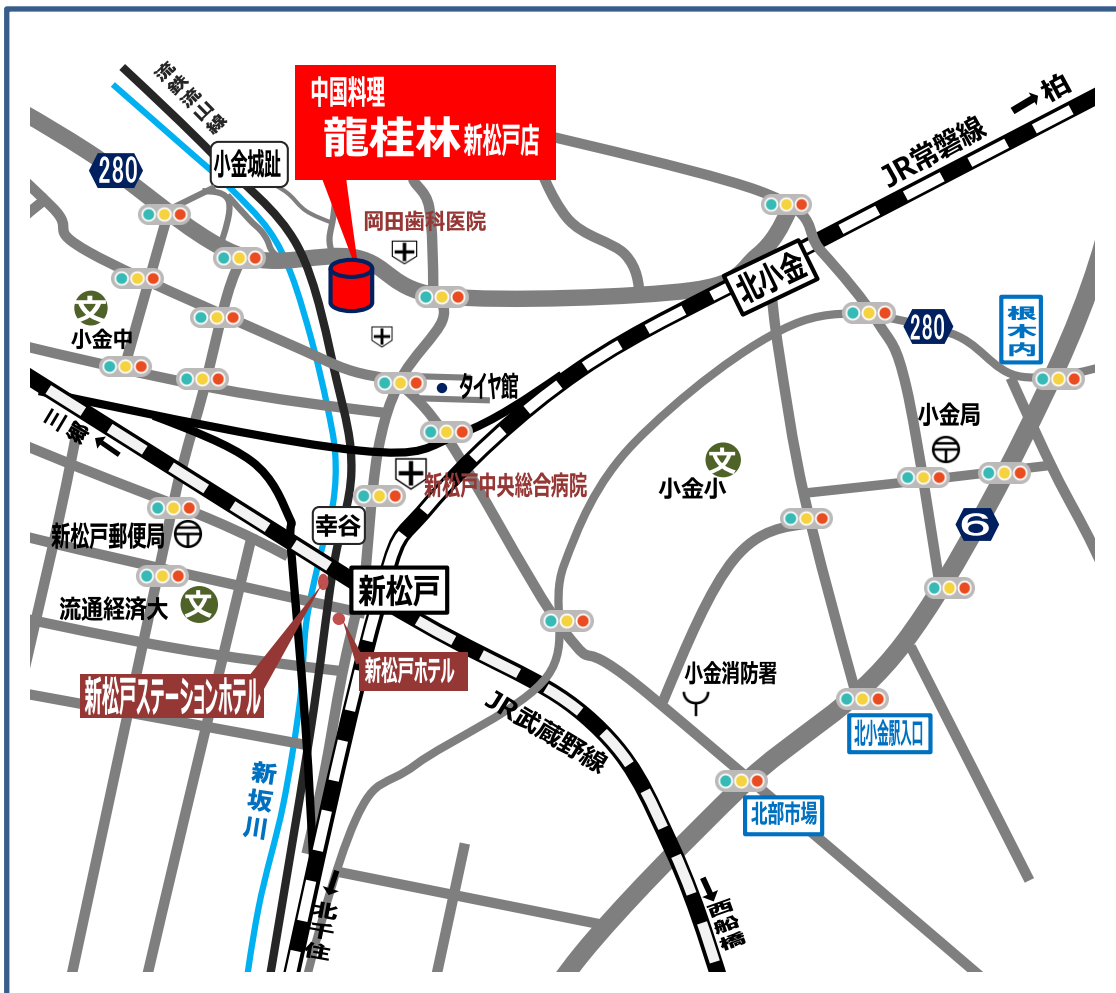 流鉄流山線
中国料理
龍桂林 新松戸店
柏
JR常磐線
280
小金城趾
岡田歯科医院
北小金
文
小金中
280
根木内
タイヤ館
小金局
三郷
文
小金小
新松戸中央総合病院
新松戸郵便局
幸谷
6
新松戸
流通経済大
文
新松戸ホテル
小金消防署
新松戸ステーションホテル
JR武蔵野線
北小金駅入口
新坂川
北部市場
北千住
西船橋